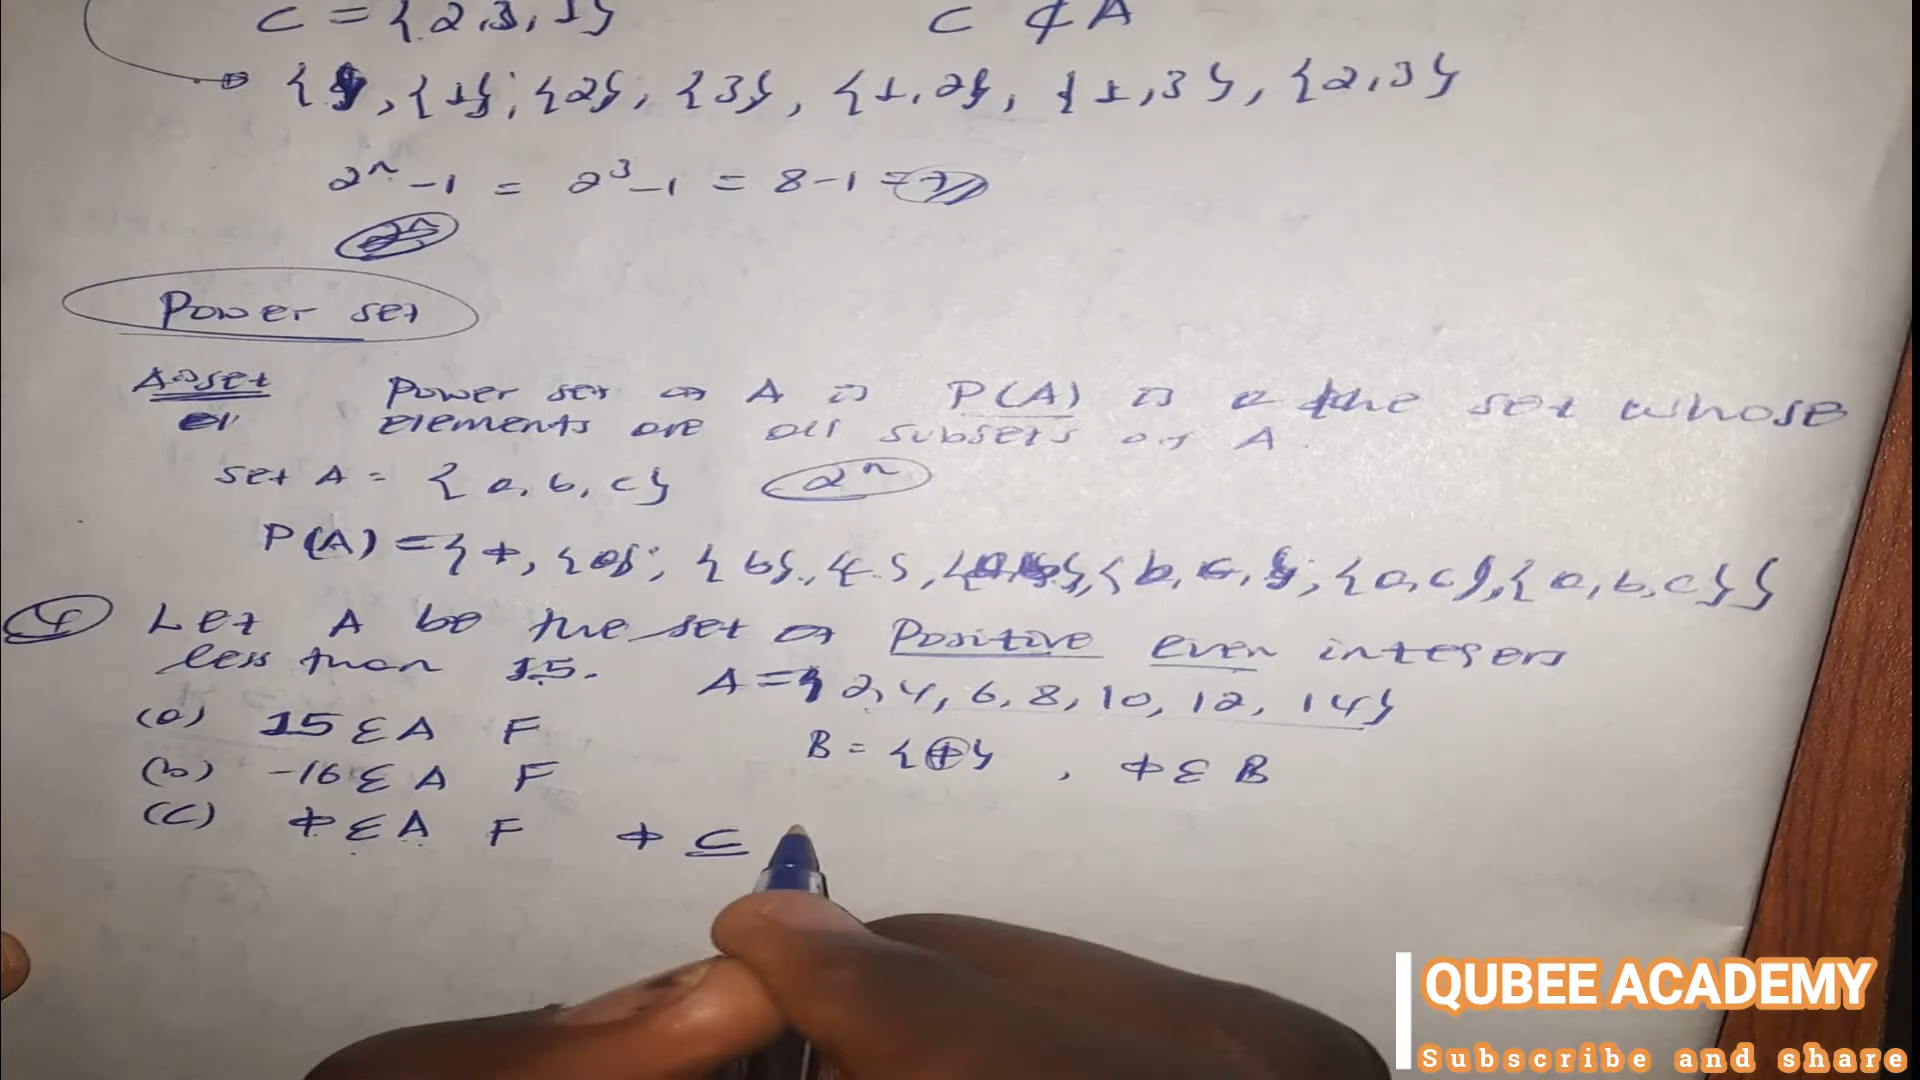 C = {2,3,1} C ⊄ A
{ }, {1}, {2}, {3}, {1,2}, {1,3}, {2,3}
2ⁿ - 1 = 2³ - 1 = 8 - 1 = 7
2ⁿ
Power set
A⇒set Power set of A is P(A) is the set whose
elements are all subsets of A.
set A = {a, b, c} 2ⁿ
P(A) = {ϕ, {a}, {b}, {c}, {a,b}, {b, c}, {a,c}, {a,b,c}}
④ Let A be the set of Positive even integers
less than 15. A = {2,4, 6, 8, 10, 12, 14}
(a) 15 ∈ A F
B = {ϕ} , ϕ ∈ B
(b) -16 ∈ A F
(c) ϕ ∈ A F ϕ ⊆
QUBEE ACADEMY
Subscribe and share